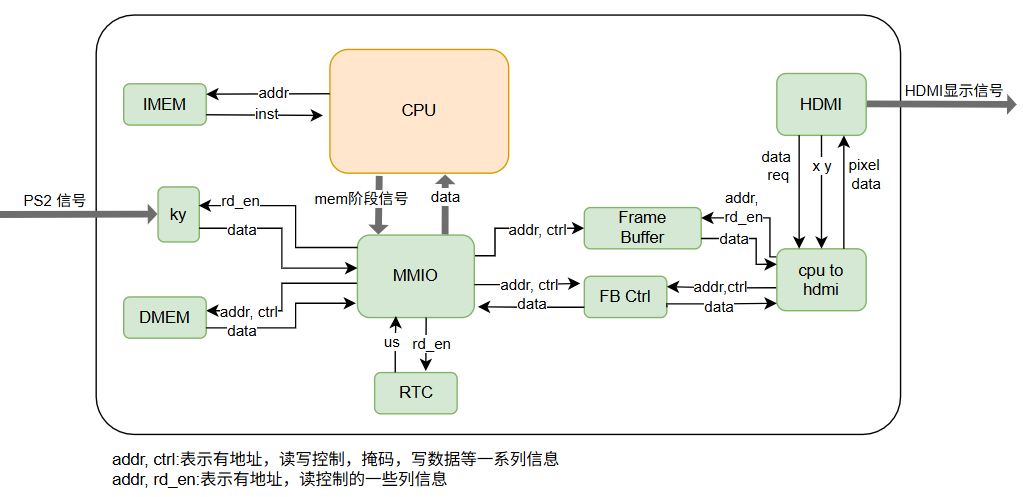 CPU
IMEM
addr
inst
HDMI
HDMI显示信号
data
req
x y
pixel
data
PS2 信号
ky
rd_en
data
mem阶段信号
data
MMIO
addr, ctrl
Frame
Buffer
addr,
rd_en
data
cpu to
hdmi
addr, ctrl
data
FB Ctrl
addr,ctrl
data
DMEM
addr, ctrl
data
us
rd_en
RTC
addr, ctrl:表示有地址，读写控制，掩码，写数据等一系列信息
addr, rd_en:表示有地址，读控制的一些列信息